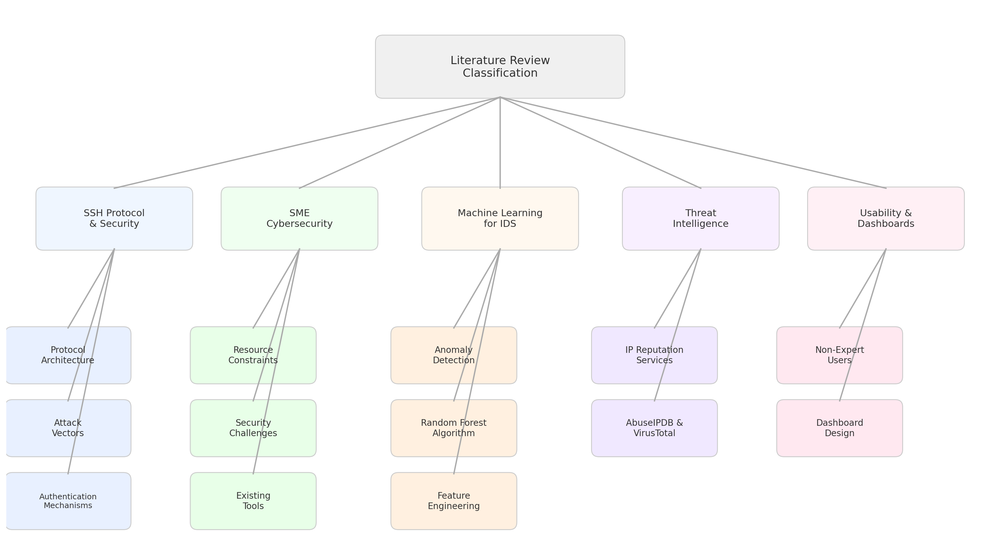 Literature Review
Classification
SSH Protocol
& Security
SME
Cybersecurity
Machine Learning
for IDS
Threat
Intelligence
Usability &
Dashboards
Protocol
Architecture
Resource
Constraints
Anomaly
Detection
IP Reputation
Services
Non-Expert
Users
Attack
Vectors
Security
Challenges
Random Forest
Algorithm
AbuseIPDB &
VirusTotal
Dashboard
Design
Authentication
Mechanisms
Existing
Tools
Feature
Engineering